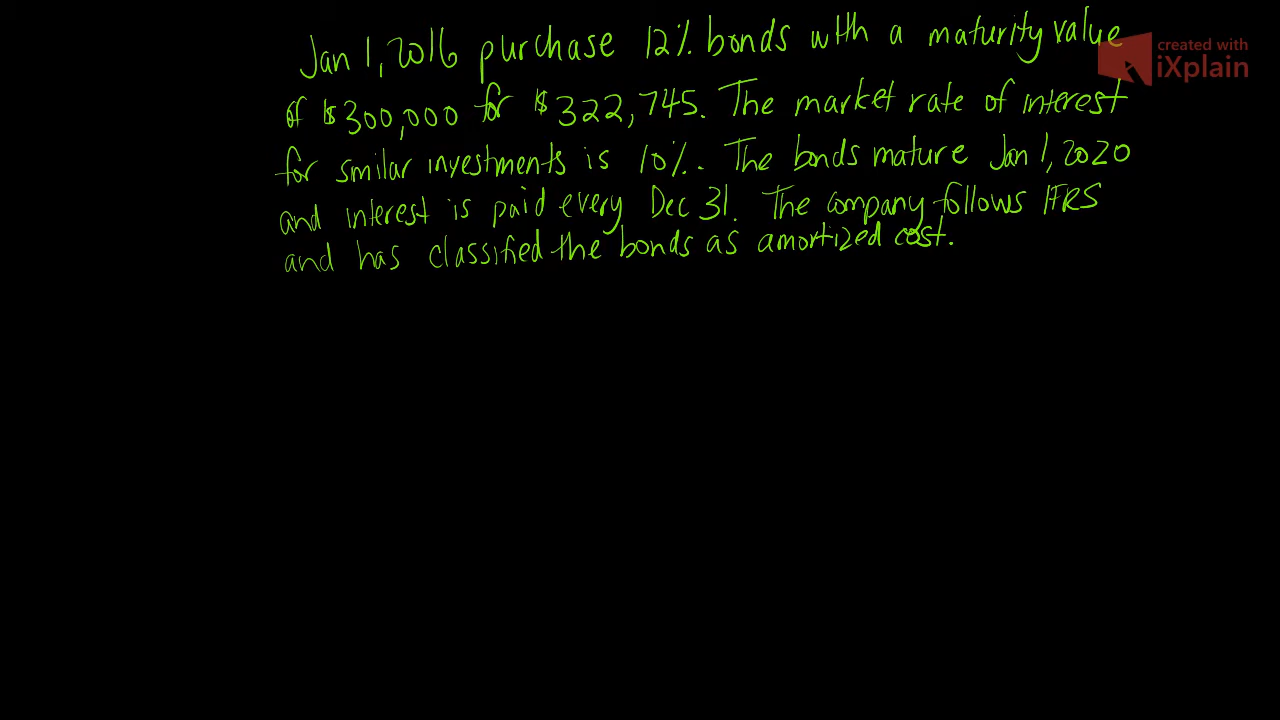 Jan 1, 2016 purchase 12% bonds with a maturity value
of $300,000 for $322,745. The market rate of interest
for similar investments is 10%. The bonds mature Jan 1, 2020
and interest is paid every Dec 31. The company follows IFRS
and has classified the bonds as amortized cost.
created with
iXplain